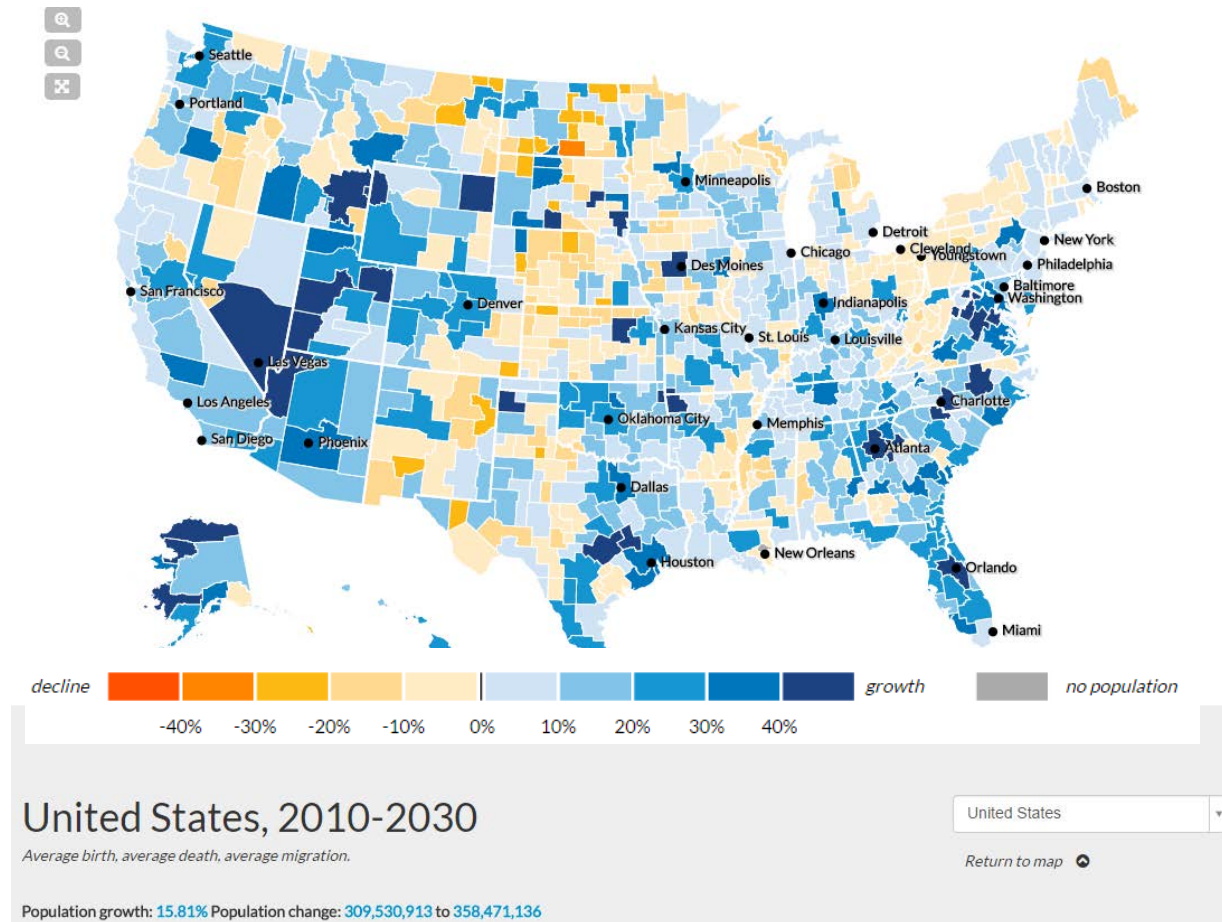 Seattle
Portland
Minneapolis
Boston
Detroit
New York
Chicago
Cleveland
Youngstown
Des Moines
Philadelphia
San Francisco
Baltimore
Washington
Denver
Indianapolis
Kansas City
St. Louis
Louisville
Las Vegas
Los Angeles
Charlotte
Oklahoma City
Memphis
San Diego
Phoenix
Atlanta
Dallas
New Orleans
Houston
Orlando
Miami
decline growth no population
-40% -30% -20% -10% 0% 10% 20% 30% 40%
United States, 2010-2030
United States
Average birth, average death, average migration.
Return to map
Population growth: 15.81% Population change: 309,530,913 to 358,471,136